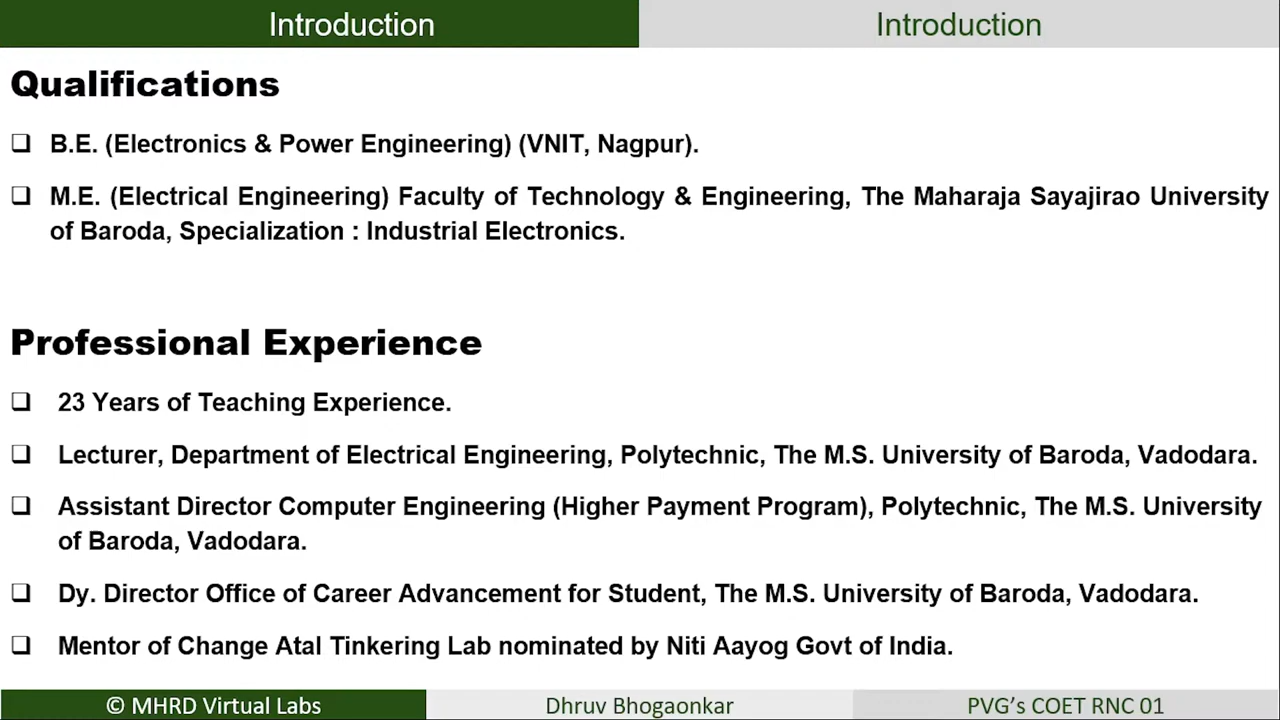 Introduction
Introduction
Qualifications
❑ B.E. (Electronics & Power Engineering) (VNIT, Nagpur).
❑ M.E. (Electrical Engineering) Faculty of Technology & Engineering, The Maharaja Sayajirao University
of Baroda, Specialization : Industrial Electronics.
Professional Experience
❑ 23 Years of Teaching Experience.
❑ Lecturer, Department of Electrical Engineering, Polytechnic, The M.S. University of Baroda, Vadodara.
❑ Assistant Director Computer Engineering (Higher Payment Program), Polytechnic, The M.S. University
of Baroda, Vadodara.
❑ Dy. Director Office of Career Advancement for Student, The M.S. University of Baroda, Vadodara.
❑ Mentor of Change Atal Tinkering Lab nominated by Niti Aayog Govt of India.
© MHRD Virtual Labs
Dhruv Bhogaonkar
PVG’s COET RNC 01